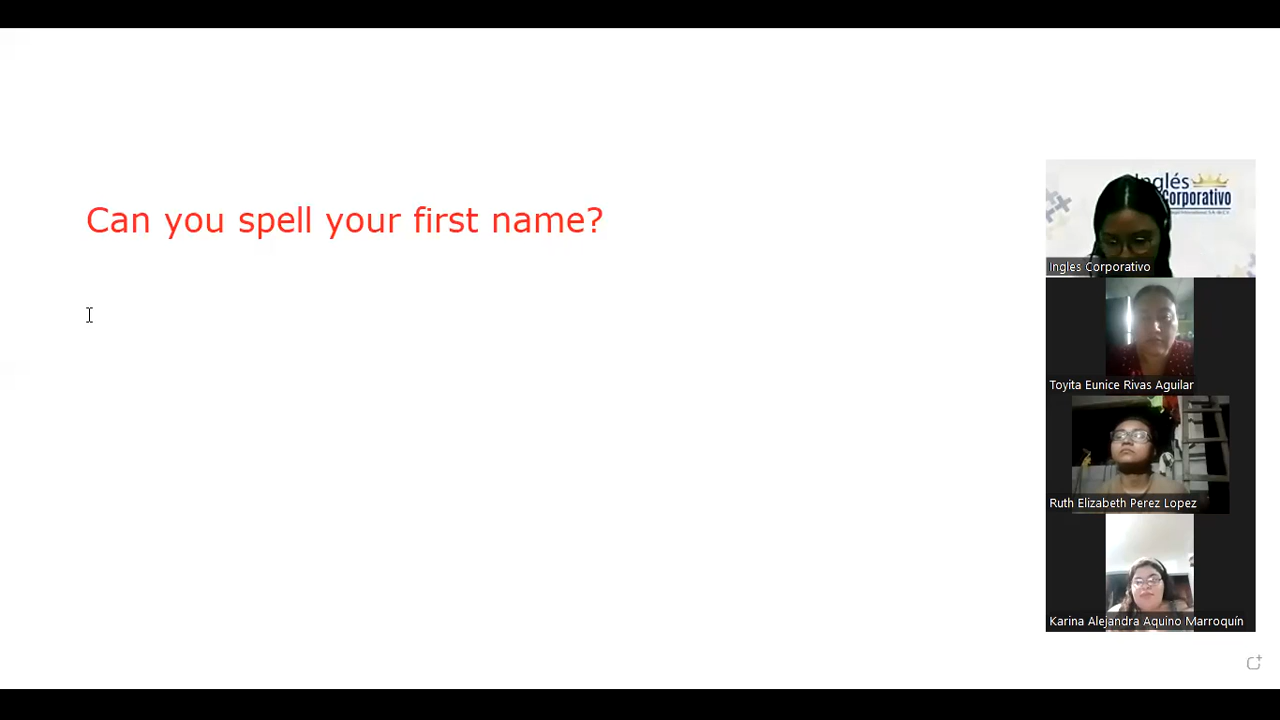 Can you spell your first name?
Inglés
Corporativo
Ingles Corporativo
Toyita Eunice Rivas Aguilar
Ruth Elizabeth Perez Lopez
Karina Alejandra Aquino Marroquín